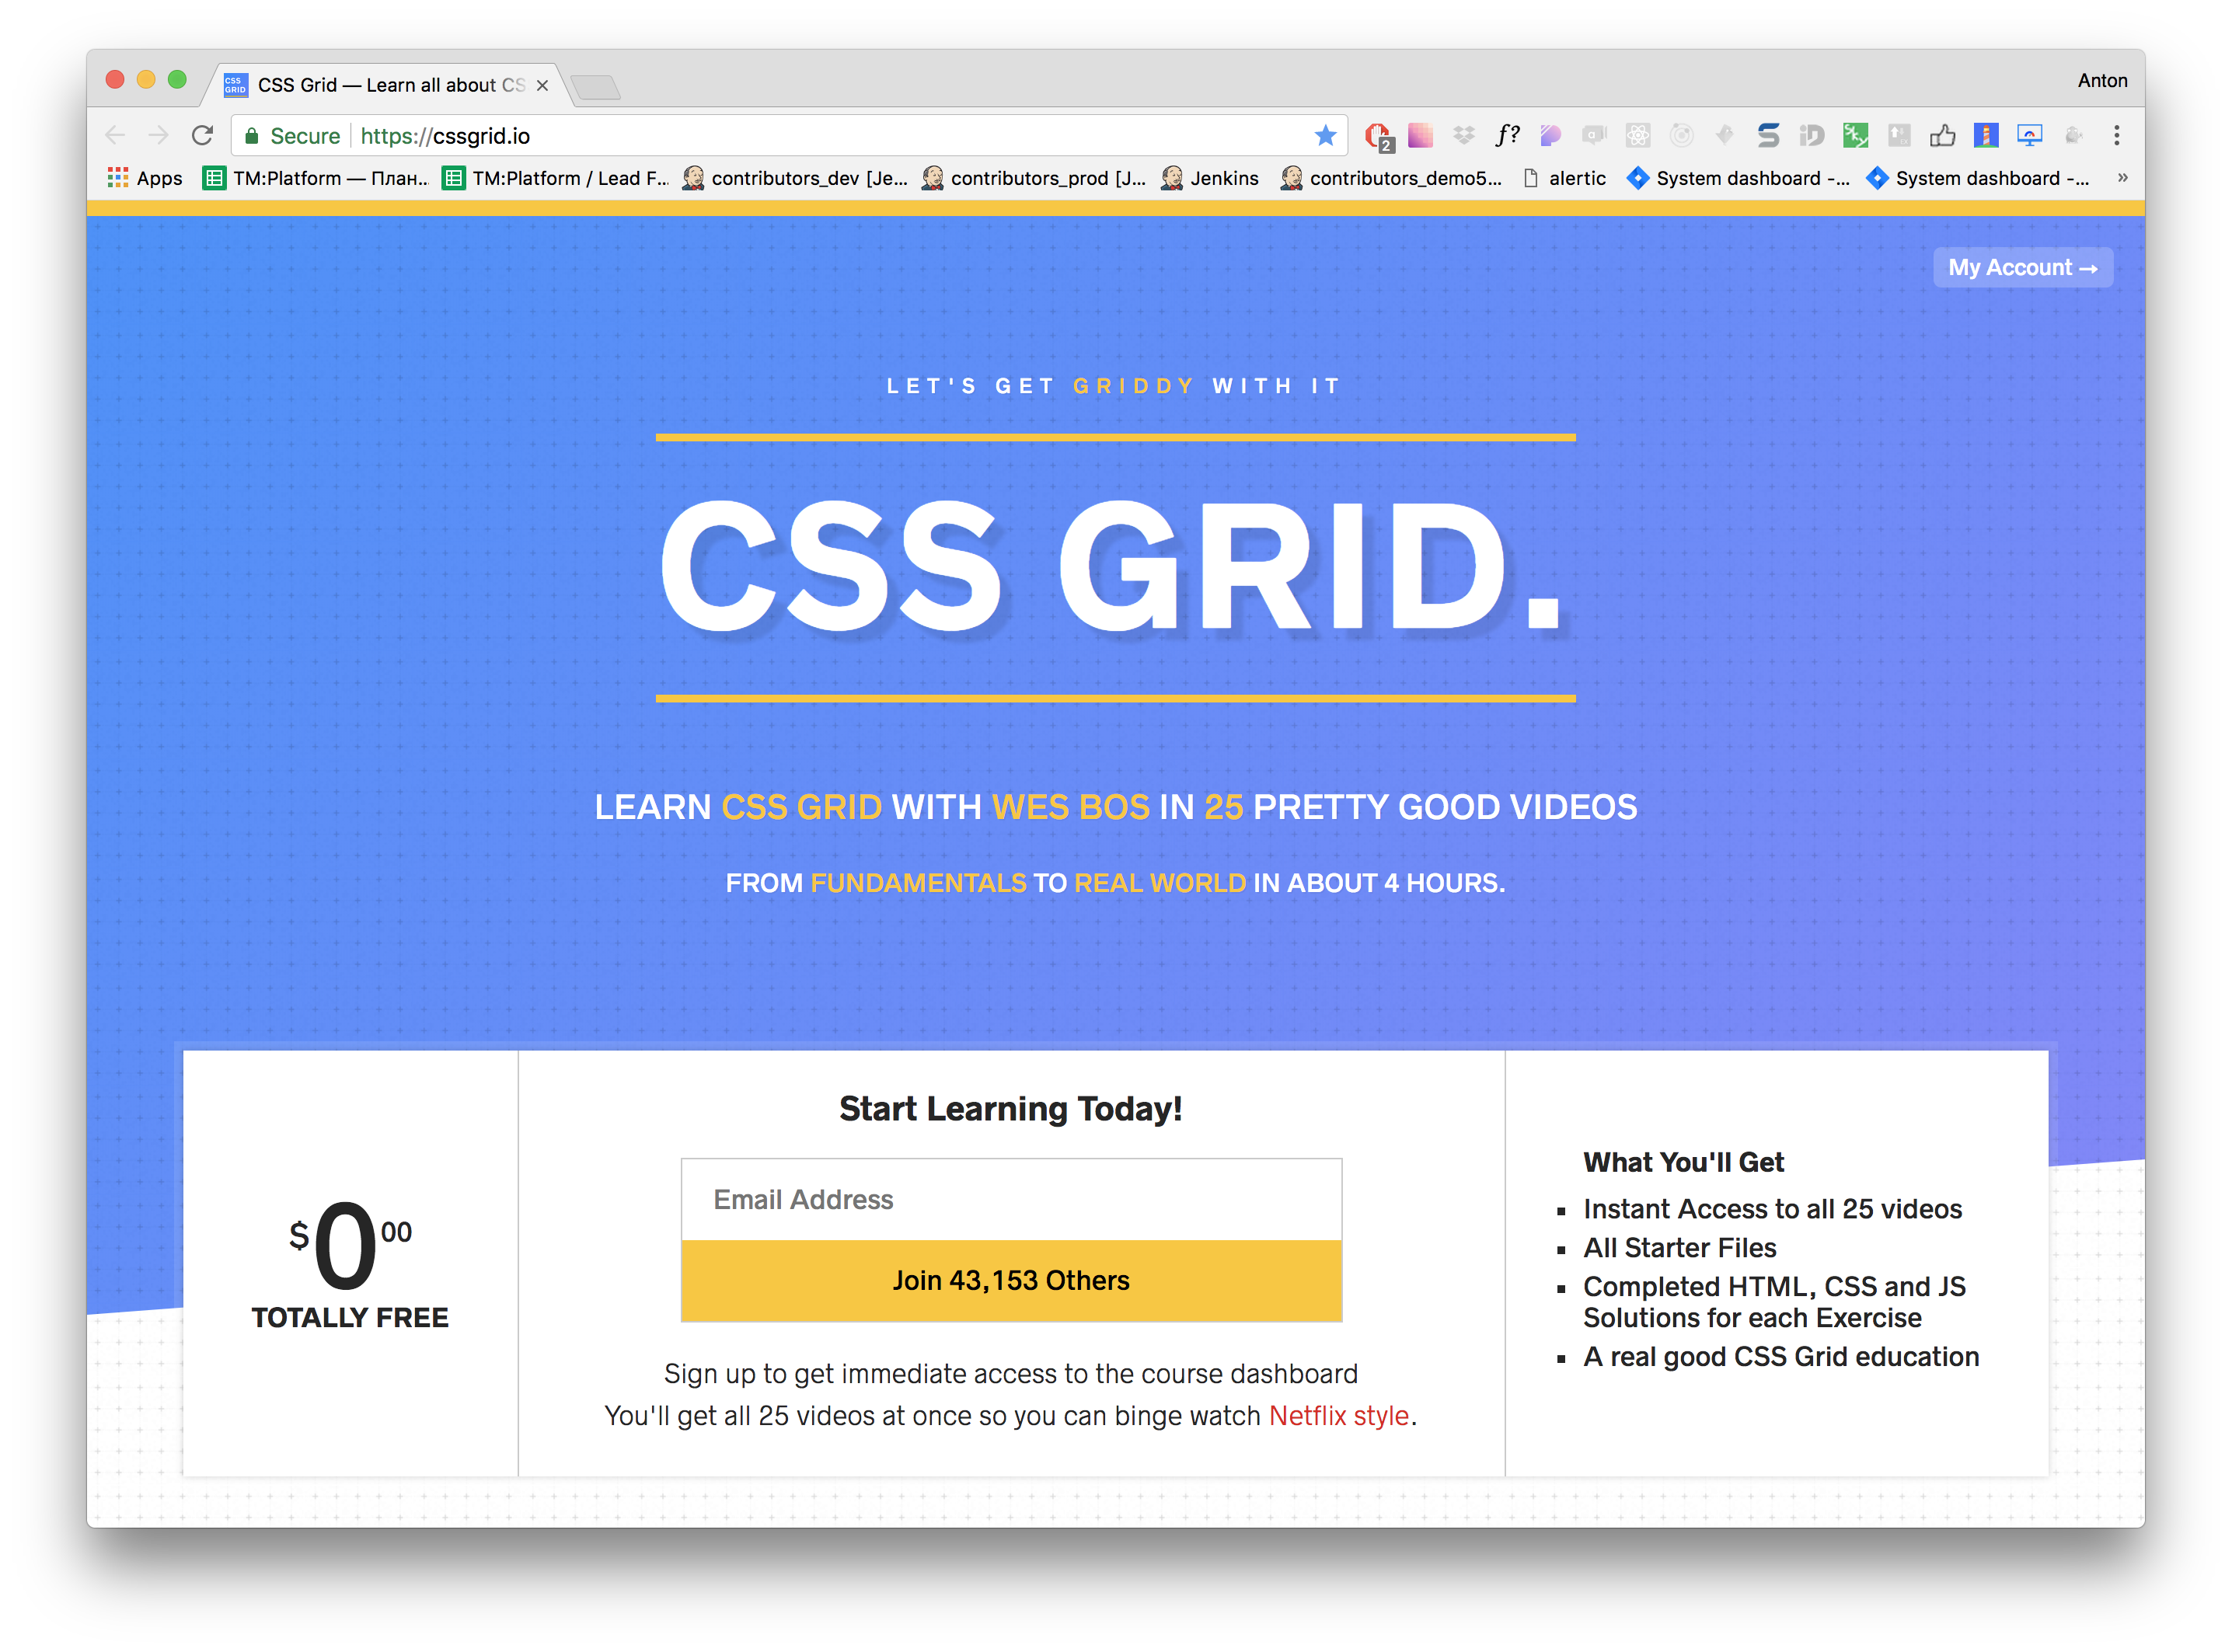 CSS GRID
CSS Grid — Learn all about CS
Anton
Secure https://cssgrid.io
2
f?
Apps
TM:Platform — План...
TM:Platform / Lead F...
contributors_dev [Je...
contributors_prod [J...
Jenkins
contributors_demo5...
alertic
System dashboard -...
System dashboard -...
»
My Account →
LET'S GET GRIDDY WITH IT
CSS GRID.
LEARN CSS GRID WITH WES BOS IN 25 PRETTY GOOD VIDEOS
FROM FUNDAMENTALS TO REAL WORLD IN ABOUT 4 HOURS.
$0 00
TOTALLY FREE
Start Learning Today!
Email Address
Join 43,153 Others
Sign up to get immediate access to the course dashboard
You'll get all 25 videos at once so you can binge watch Netflix style.
What You'll Get
▪ Instant Access to all 25 videos
▪ All Starter Files
▪ Completed HTML, CSS and JS
Solutions for each Exercise
▪ A real good CSS Grid education